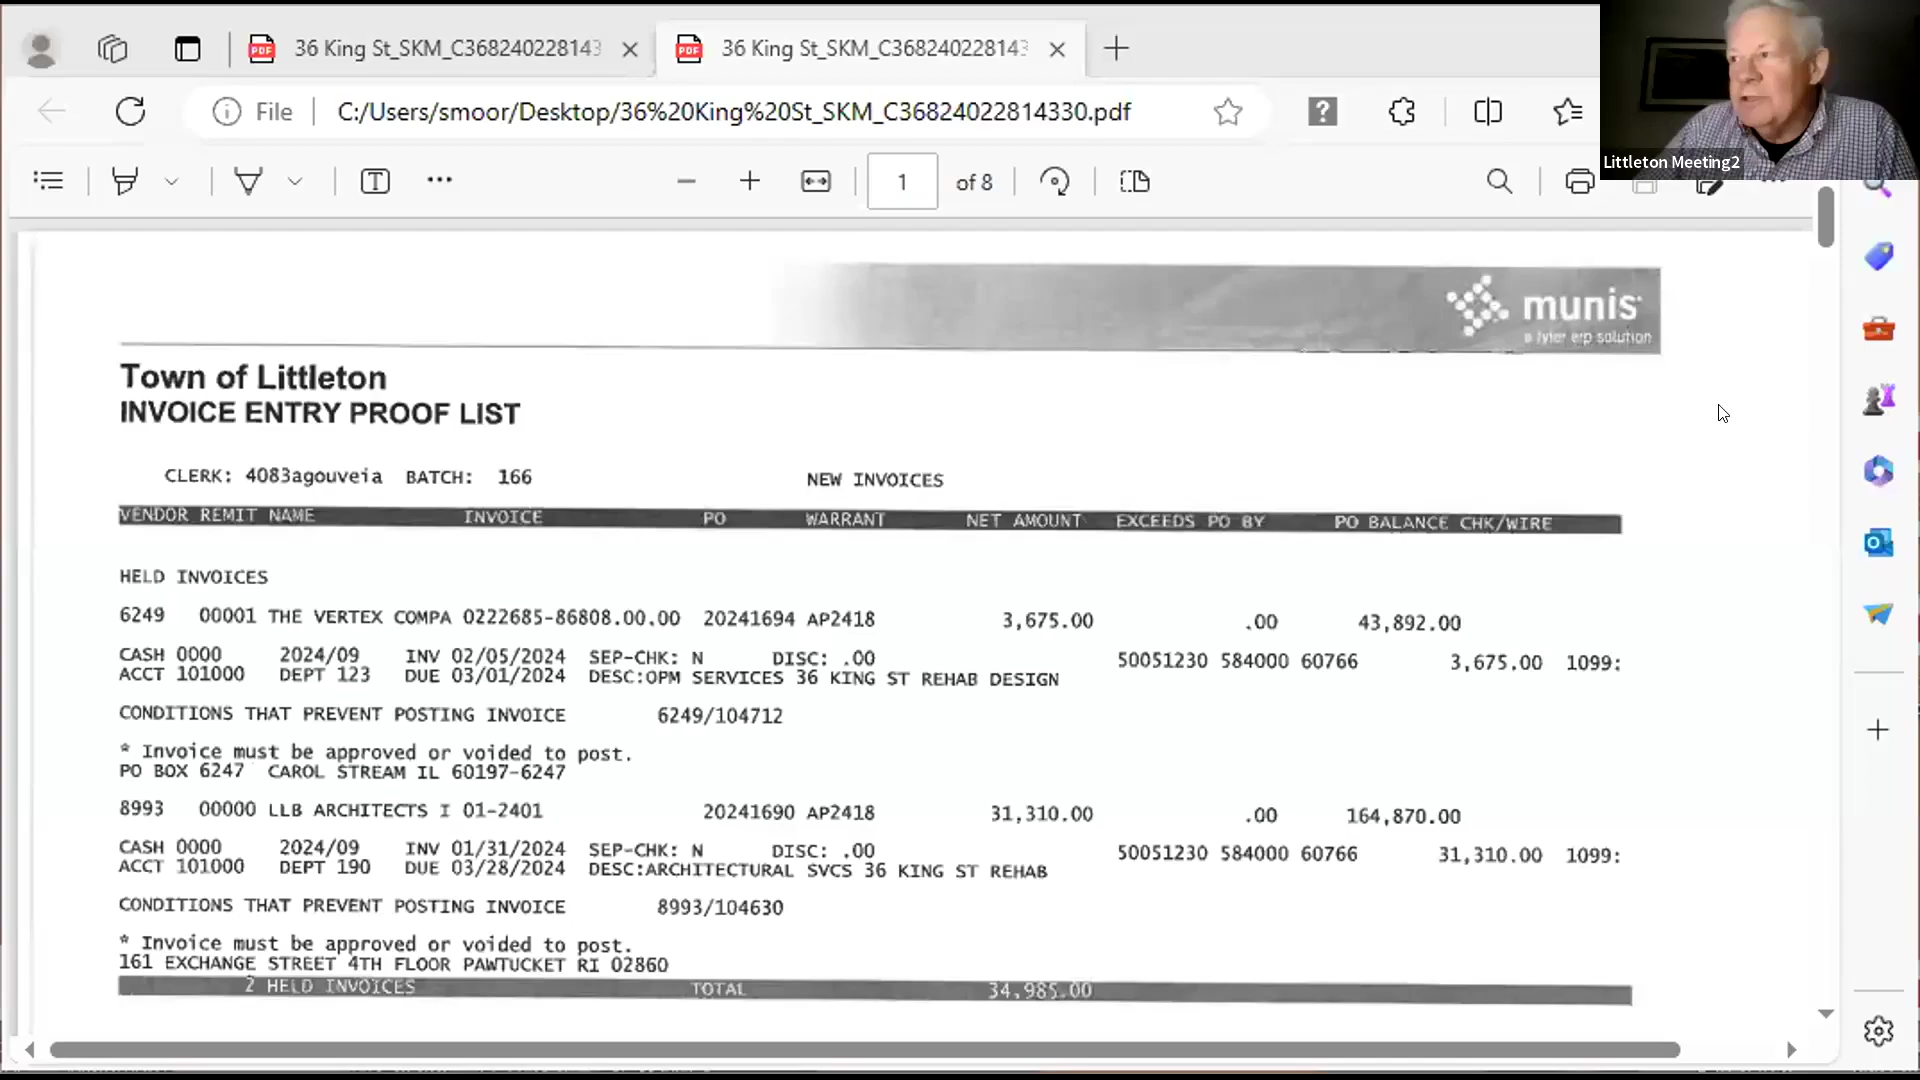 36 King St_SKM_C368240228143
36 King St_SKM_C368240228143
File
C:/Users/smoor/Desktop/36%20King%20St_SKM_C36824022814330.pdf
Littleton Meeting2
1 of 8
munis
a tyler erp solution
Town of Littleton
INVOICE ENTRY PROOF LIST
CLERK: 4083agouveia BATCH: 166 NEW INVOICES
VENDOR REMIT NAME INVOICE PO WARRANT NET AMOUNT EXCEEDS PO BY PO BALANCE CHK/WIRE
HELD INVOICES
6249 00001 THE VERTEX COMPA 0222685-86808.00.00 20241694 AP2418 3,675.00 .00 43,892.00
CASH 0000 2024/09 INV 02/05/2024 SEP-CHK: N DISC: .00 50051230 584000 60766 3,675.00 1099:
ACCT 101000 DEPT 123 DUE 03/01/2024 DESC:OPM SERVICES 36 KING ST REHAB DESIGN
CONDITIONS THAT PREVENT POSTING INVOICE 6249/104712
* Invoice must be approved or voided to post.
PO BOX 6247 CAROL STREAM IL 60197-6247
8993 00000 LLB ARCHITECTS I 01-2401 20241690 AP2418 31,310.00 .00 164,870.00
CASH 0000 2024/09 INV 01/31/2024 SEP-CHK: N DISC: .00 50051230 584000 60766 31,310.00 1099:
ACCT 101000 DEPT 190 DUE 03/28/2024 DESC:ARCHITECTURAL SVCS 36 KING ST REHAB
CONDITIONS THAT PREVENT POSTING INVOICE 8993/104630
* Invoice must be approved or voided to post.
161 EXCHANGE STREET 4TH FLOOR PAWTUCKET RI 02860
2 HELD INVOICES TOTAL 34,985.00